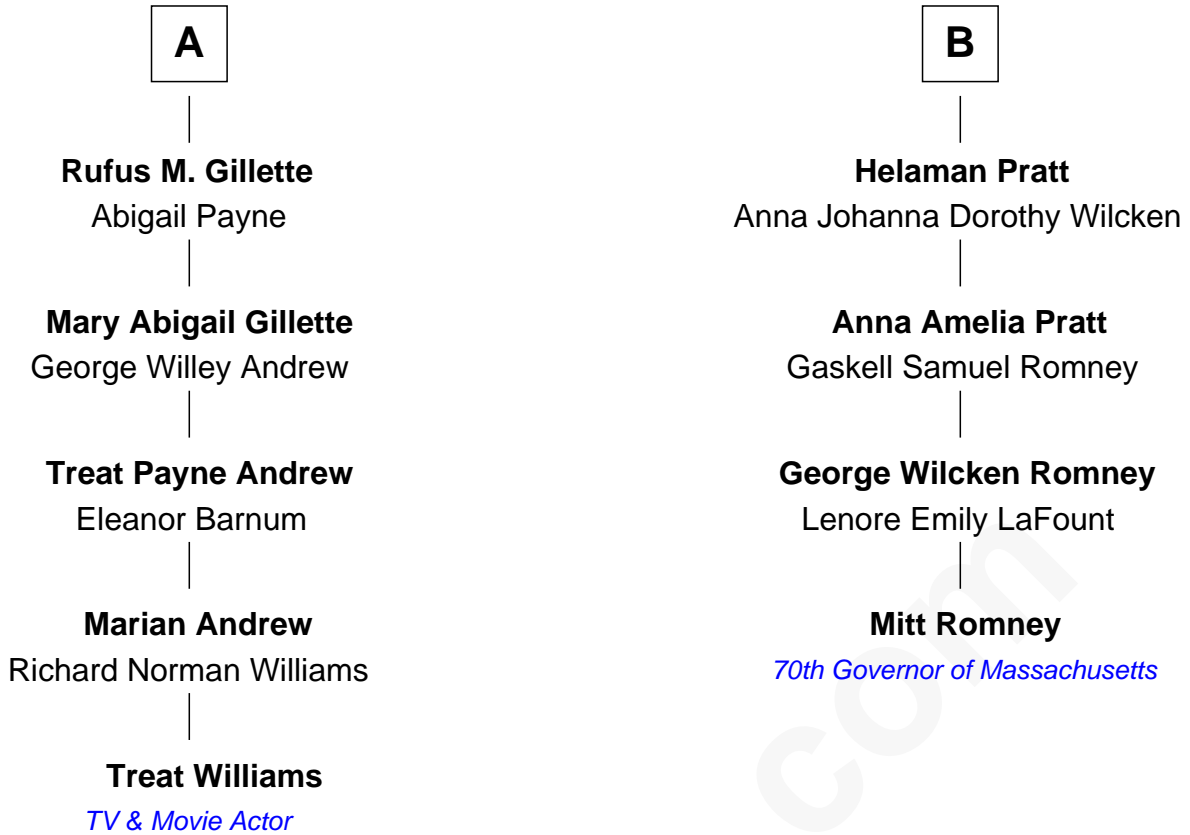 A
Rufus M. Gillette
Abigail Payne
Mary Abigail Gillette
George Willey Andrew
Treat Payne Andrew
Eleanor Barnum
Marian Andrew
Richard Norman Williams
Treat Williams
TV & Movie Actor
B
Helaman Pratt
Anna Johanna Dorothy Wilcken
Anna Amelia Pratt
Gaskell Samuel Romney
George Wilcken Romney
Lenore Emily LaFount
Mitt Romney
70th Governor of Massachusetts
com